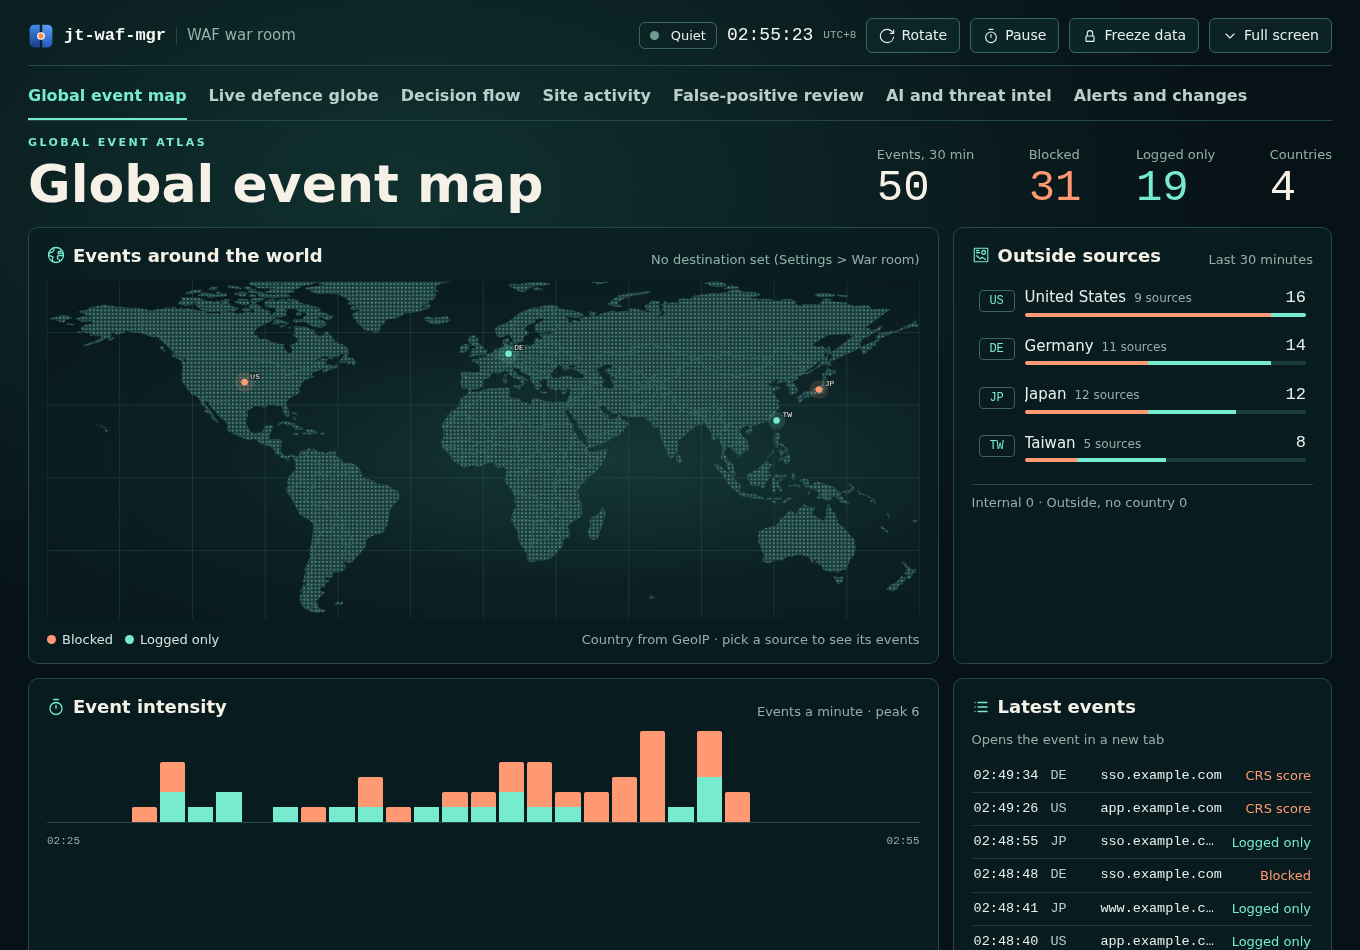 jt-waf-mgr
WAF war room
Quiet
02:55:23 UTC+8
Rotate
Pause
Freeze data
Full screen
Global event map
Live defence globe
Decision flow
Site activity
False-positive review
AI and threat intel
Alerts and changes
GLOBAL EVENT ATLAS
Global event map
Events, 30 min
50
Blocked
31
Logged only
19
Countries
4
Events around the world
No destination set (Settings > War room)
US
DE
JP
TW
Blocked
Logged only
Country from GeoIP · pick a source to see its events
Outside sources
Last 30 minutes
US United States 9 sources 16
DE Germany 11 sources 14
JP Japan 12 sources 12
TW Taiwan 5 sources 8
Internal 0 · Outside, no country 0
Event intensity
Events a minute · peak 6
02:25
02:55
Latest events
Opens the event in a new tab
02:49:34 DE sso.example.com CRS score
02:49:26 US app.example.com CRS score
02:48:55 JP sso.example.c… Logged only
02:48:48 DE sso.example.com Blocked
02:48:41 JP www.example.c… Logged only
02:48:40 US app.example.c… Logged only